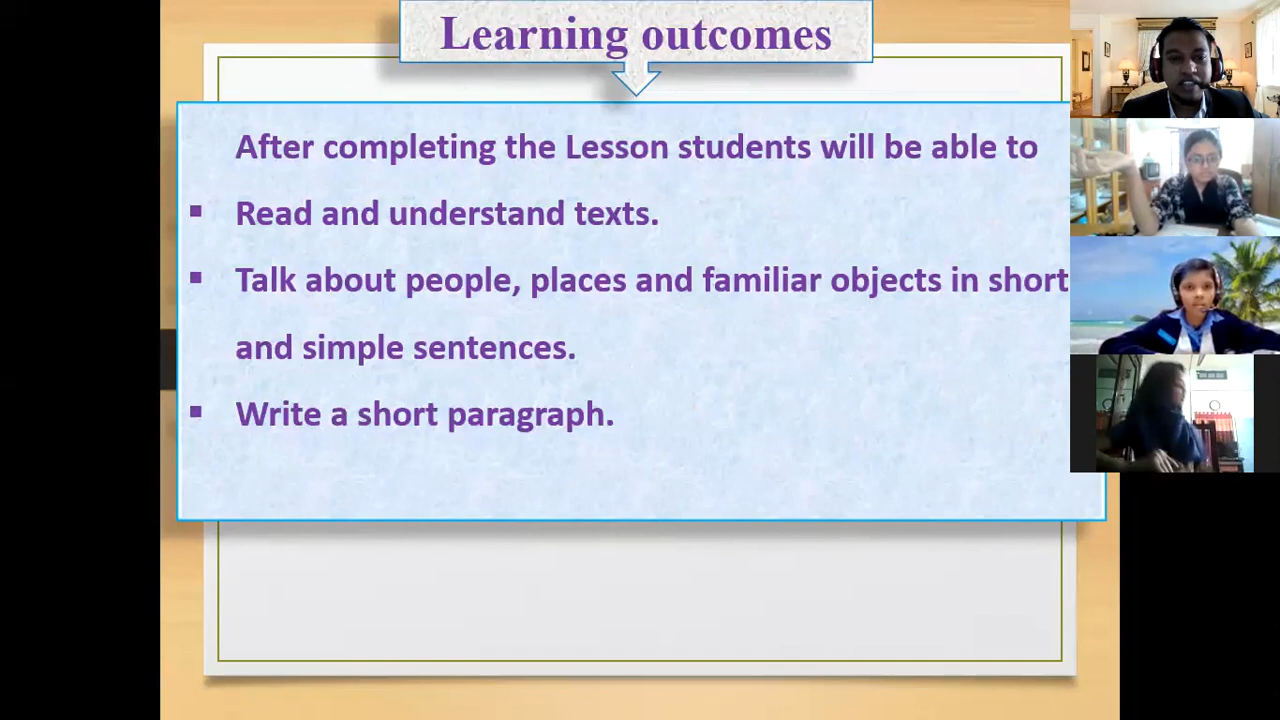 Learning outcomes
After completing the Lesson students will be able to
▪ Read and understand texts.
▪ Talk about people, places and familiar objects in short
and simple sentences.
▪ Write a short paragraph.